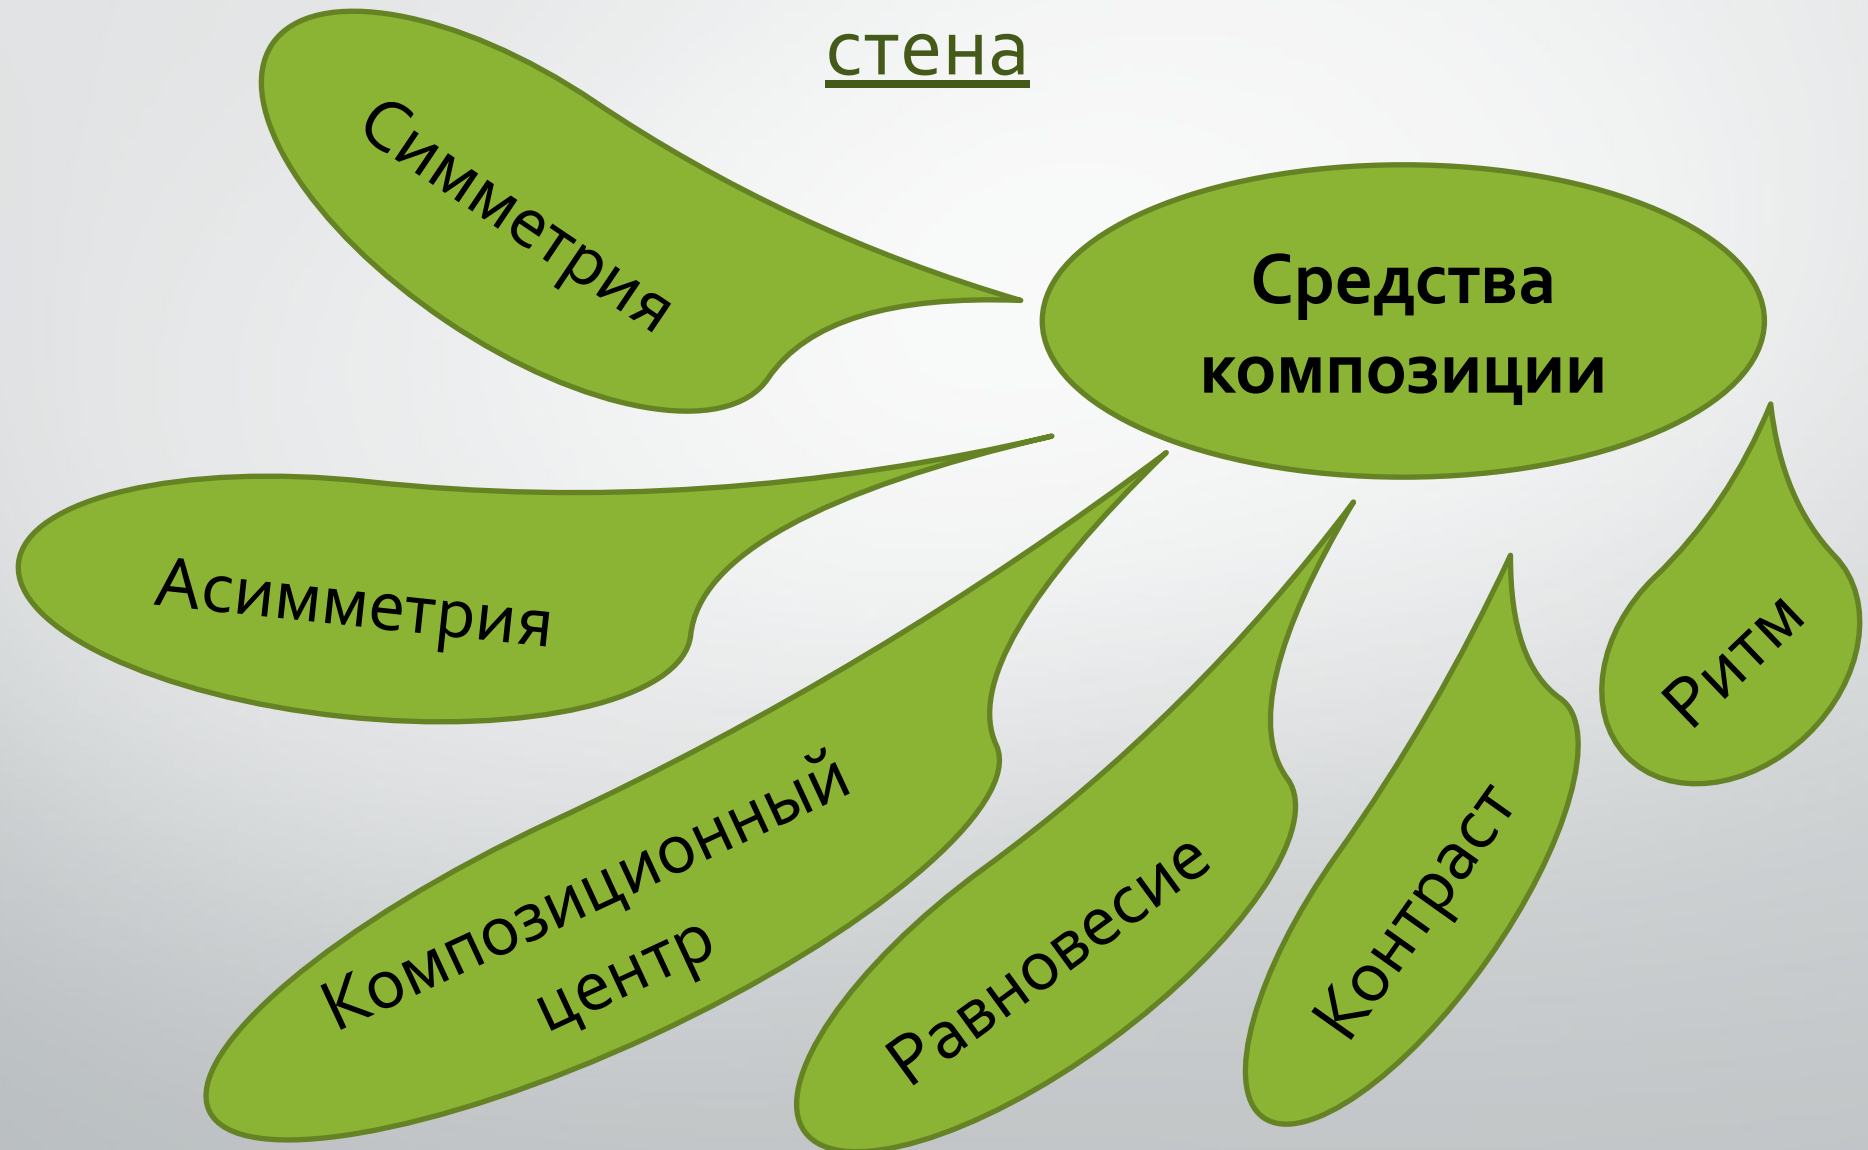 стена
Симметрия
Средства
композиции
Асимметрия
Композиционный
центр
Равновесие
Контраст
Ритм